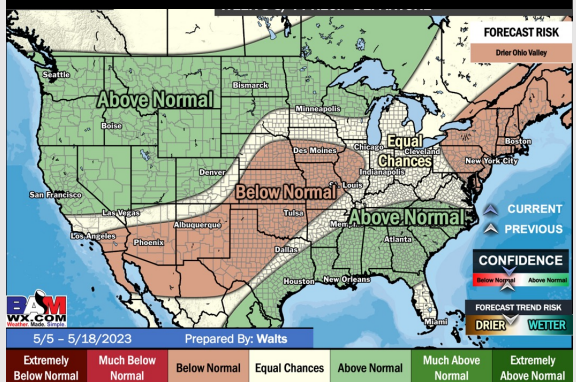 FORECAST RISK
Drier Ohio Valley
Seattle
Bismarck
Above Normal
Minneapolis
Boise
Equal
Chances
Chicago
Cleveland
Boston
Des Moines
Indianapolis
New York City
Denver
Below Normal
St. Louis
San Francisco
Las Vegas
Above Normal
CURRENT
Los Angeles
Albuquerque
Tulsa
PREVIOUS
Phoenix
Atlanta
Dallas
CONFIDENCE
Below Normal
Above Normal
Houston
New Orleans
BAM
WX.COM
Weather. Made. Simple.
Miami
FORECAST TREND RISK
DRIER
WETTER
5/5 – 5/18/2023
Prepared By: Walts
Extremely
Below Normal
Much Below
Normal
Below Normal
Equal Chances
Above Normal
Much Above
Normal
Extremely
Above Normal